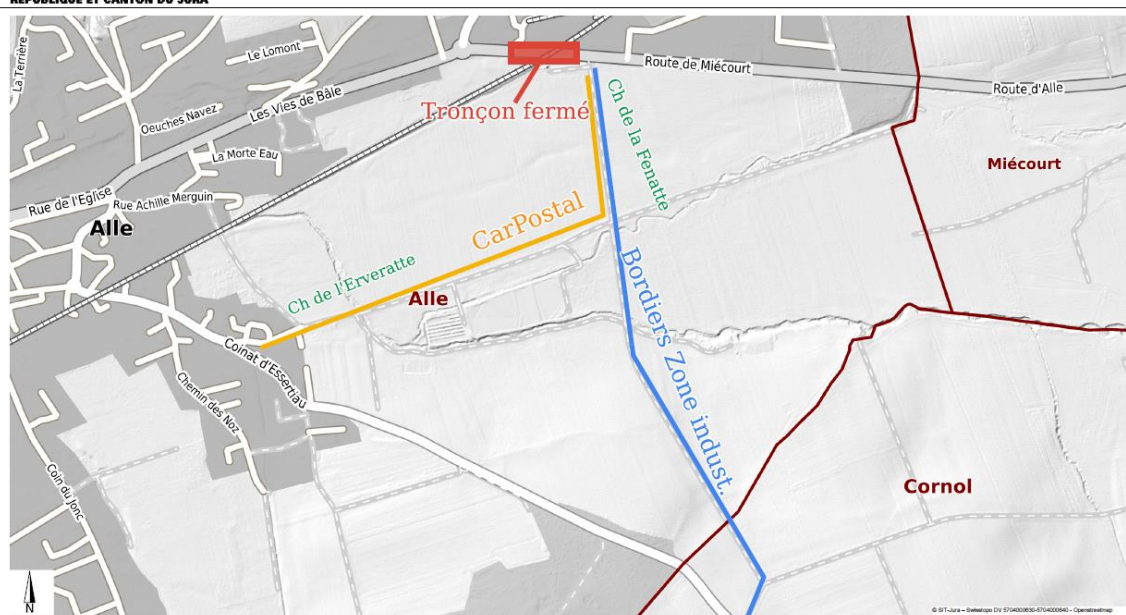 REPUBLIQUE ET CANTON DU JURA
La Terrière
Le Lomont
Oeuches Navez
Les Vies de Bâle
La Morte Eau
Rue de l'Eglise
Rue Achille Merguin
Alle
Tronçon fermé
Route de Miécourt
Route d'Alle
Ch de la Fenatte
Miécourt
CarPostal
Ch de l'Erveratte
Alle
Bordiers Zone indust.
Coinat d'Essertiau
Chemin des Noz
Coin du Jonc
Cornol
N
© SIT-Jura – Swisstopo DV 5704000630-5704000640 - Openstreetmap